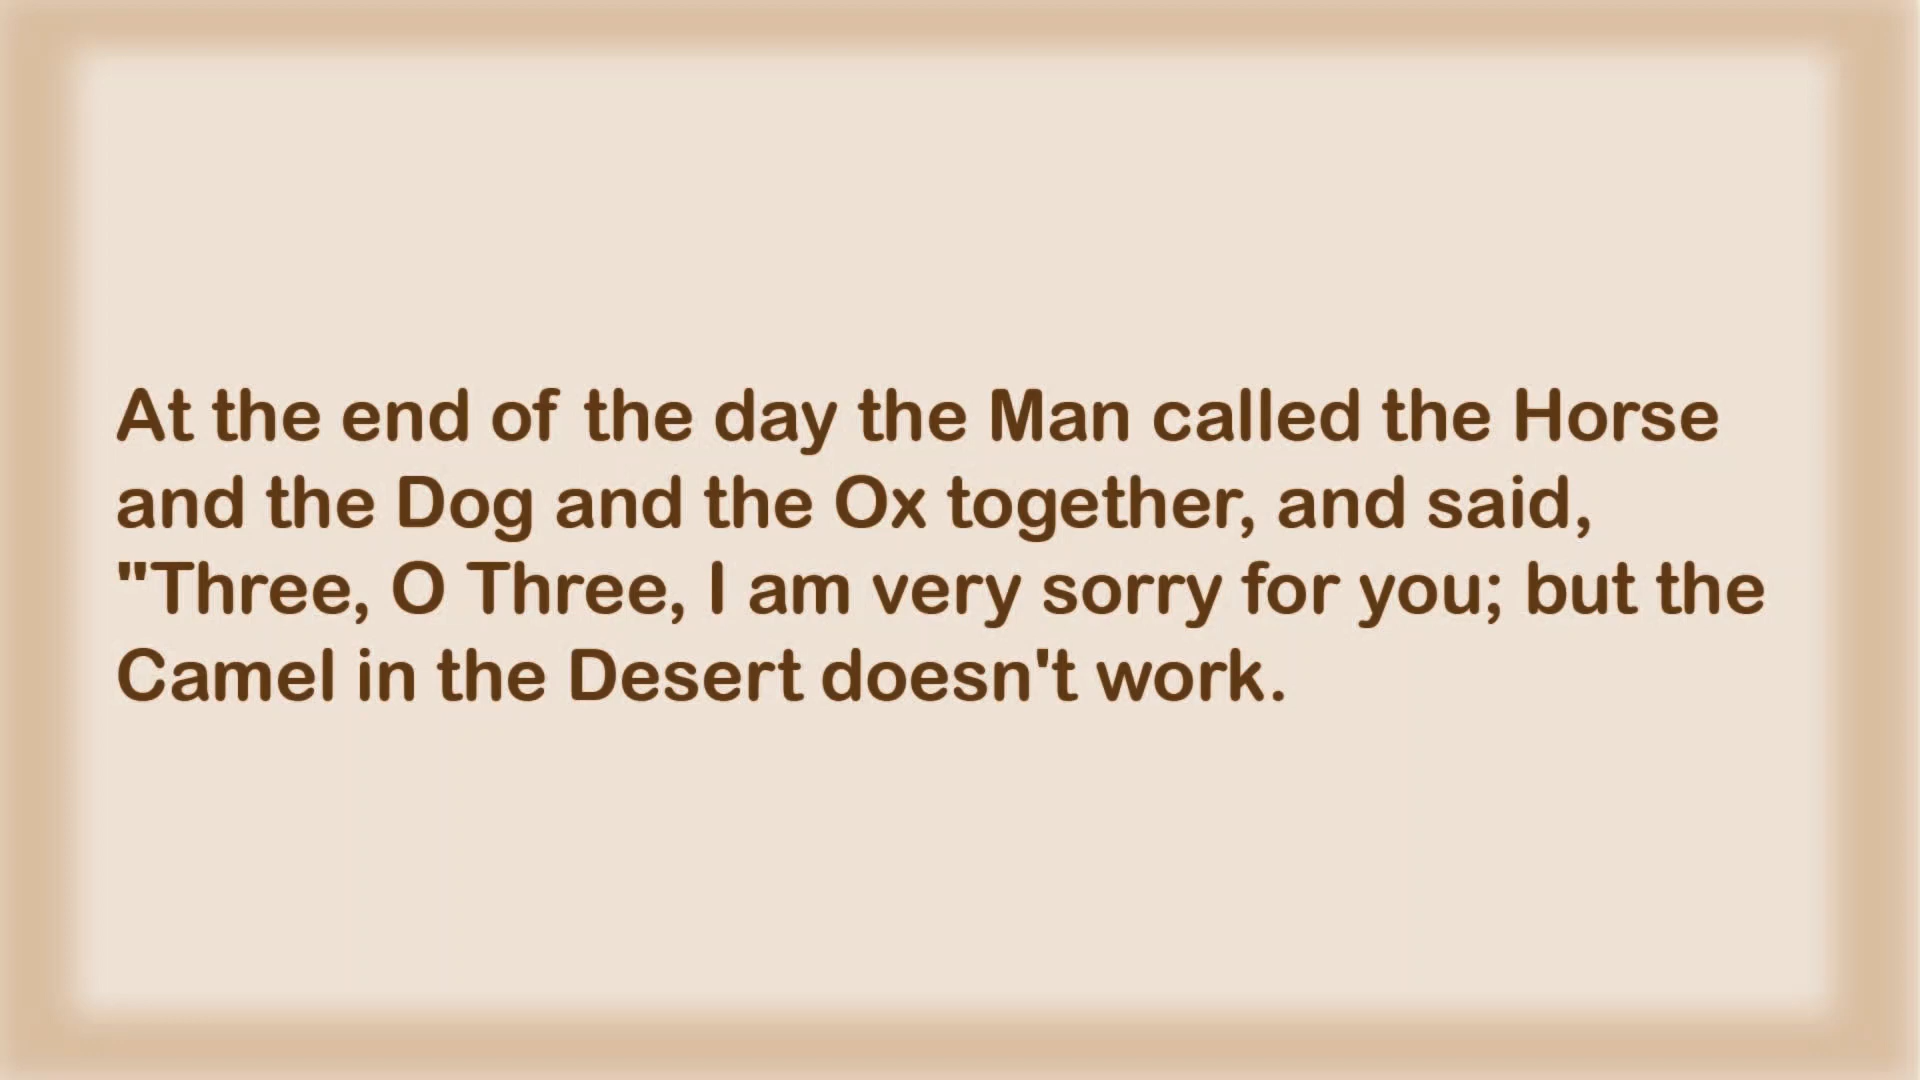 At the end of the day the Man called the Horse
and the Dog and the Ox together, and said,
"Three, O Three, I am very sorry for you; but the
Camel in the Desert doesn't work.